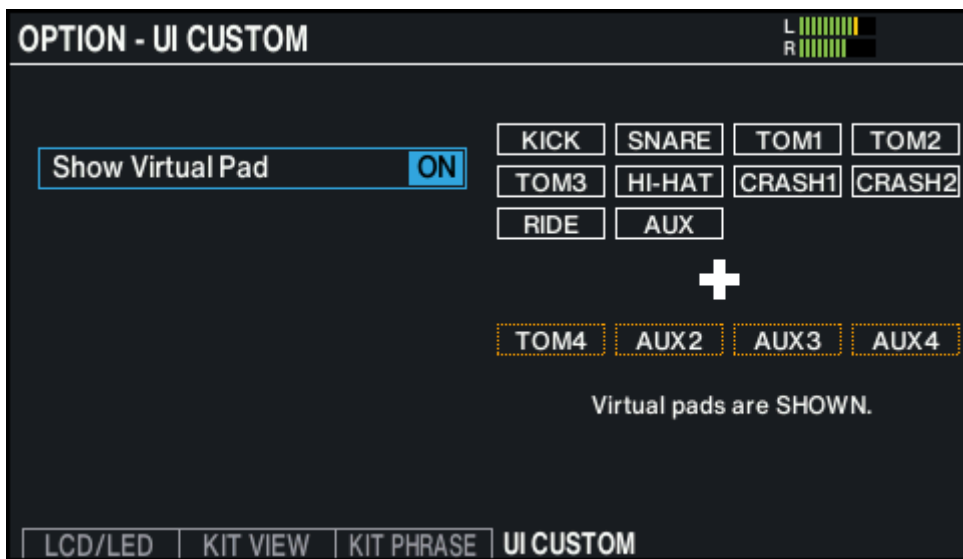 OPTION - UI CUSTOM
L
R
Show Virtual Pad ON
KICK SNARE TOM1 TOM2
TOM3 HI-HAT CRASH1 CRASH2
RIDE AUX
TOM4 AUX2 AUX3 AUX4
Virtual pads are SHOWN.
LCD/LED KIT VIEW KIT PHRASE UI CUSTOM